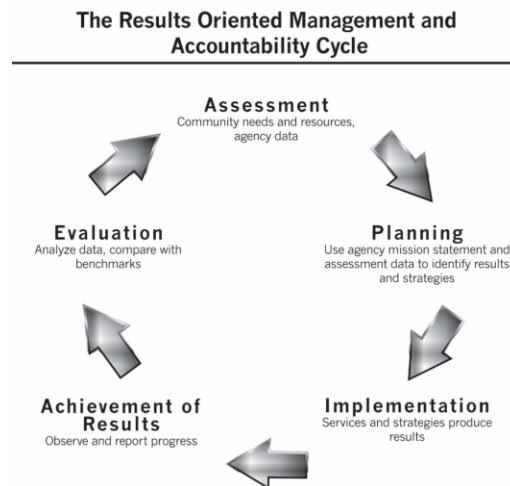 The Results Oriented Management and
Accountability Cycle
Assessment
Community needs and resources,
agency data
Planning
Use agency mission statement and
assessment data to identify results
and strategies
Implementation
Services and strategies produce
results
Achievement of
Results
Observe and report progress
Evaluation
Analyze data, compare with
benchmarks